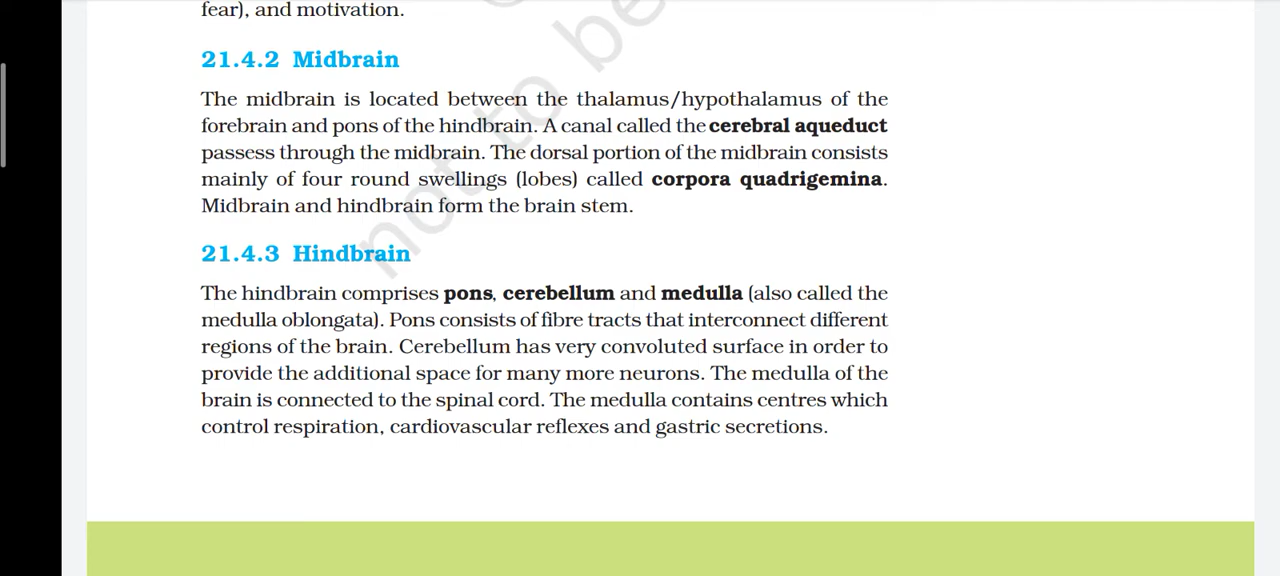 fear), and motivation.
21.4.2 Midbrain
The midbrain is located between the thalamus/hypothalamus of the
forebrain and pons of the hindbrain. A canal called the cerebral aqueduct
passess through the midbrain. The dorsal portion of the midbrain consists
mainly of four round swellings (lobes) called corpora quadrigemina.
Midbrain and hindbrain form the brain stem.
21.4.3 Hindbrain
The hindbrain comprises pons, cerebellum and medulla (also called the
medulla oblongata). Pons consists of fibre tracts that interconnect different
regions of the brain. Cerebellum has very convoluted surface in order to
provide the additional space for many more neurons. The medulla of the
brain is connected to the spinal cord. The medulla contains centres which
control respiration, cardiovascular reflexes and gastric secretions.
not to be